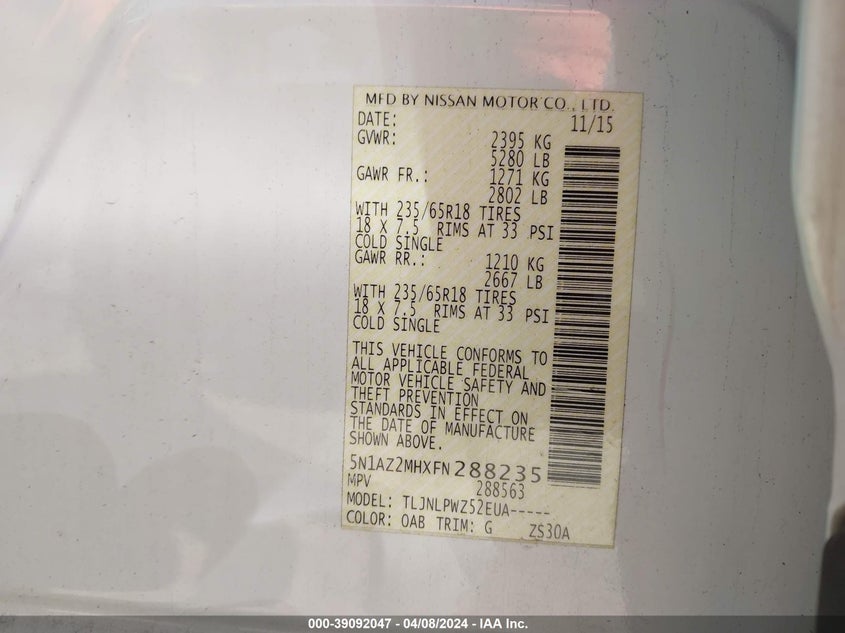 MFD BY NISSAN MOTOR CO., LTD.
DATE: 11/15
GVWR: 2395 KG
5280 LB
GAWR FR.: 1271 KG
2802 LB
WITH 235/65R18 TIRES
18 X 7.5 RIMS AT 33 PSI
COLD SINGLE
GAWR RR.: 1210 KG
2667 LB
WITH 235/65R18 TIRES
18 X 7.5 RIMS AT 33 PSI
COLD SINGLE
THIS VEHICLE CONFORMS TO
ALL APPLICABLE FEDERAL
MOTOR VEHICLE SAFETY AND
THEFT PREVENTION
STANDARDS IN EFFECT ON
THE DATE OF MANUFACTURE
SHOWN ABOVE.
5N1AZ2MHXFN288235
MPV 288563
MODEL: TLJNLPWZ52EUA-----
COLOR: OAB TRIM: G ZS30A
000-39092047 - 04/08/2024 - IAA Inc.